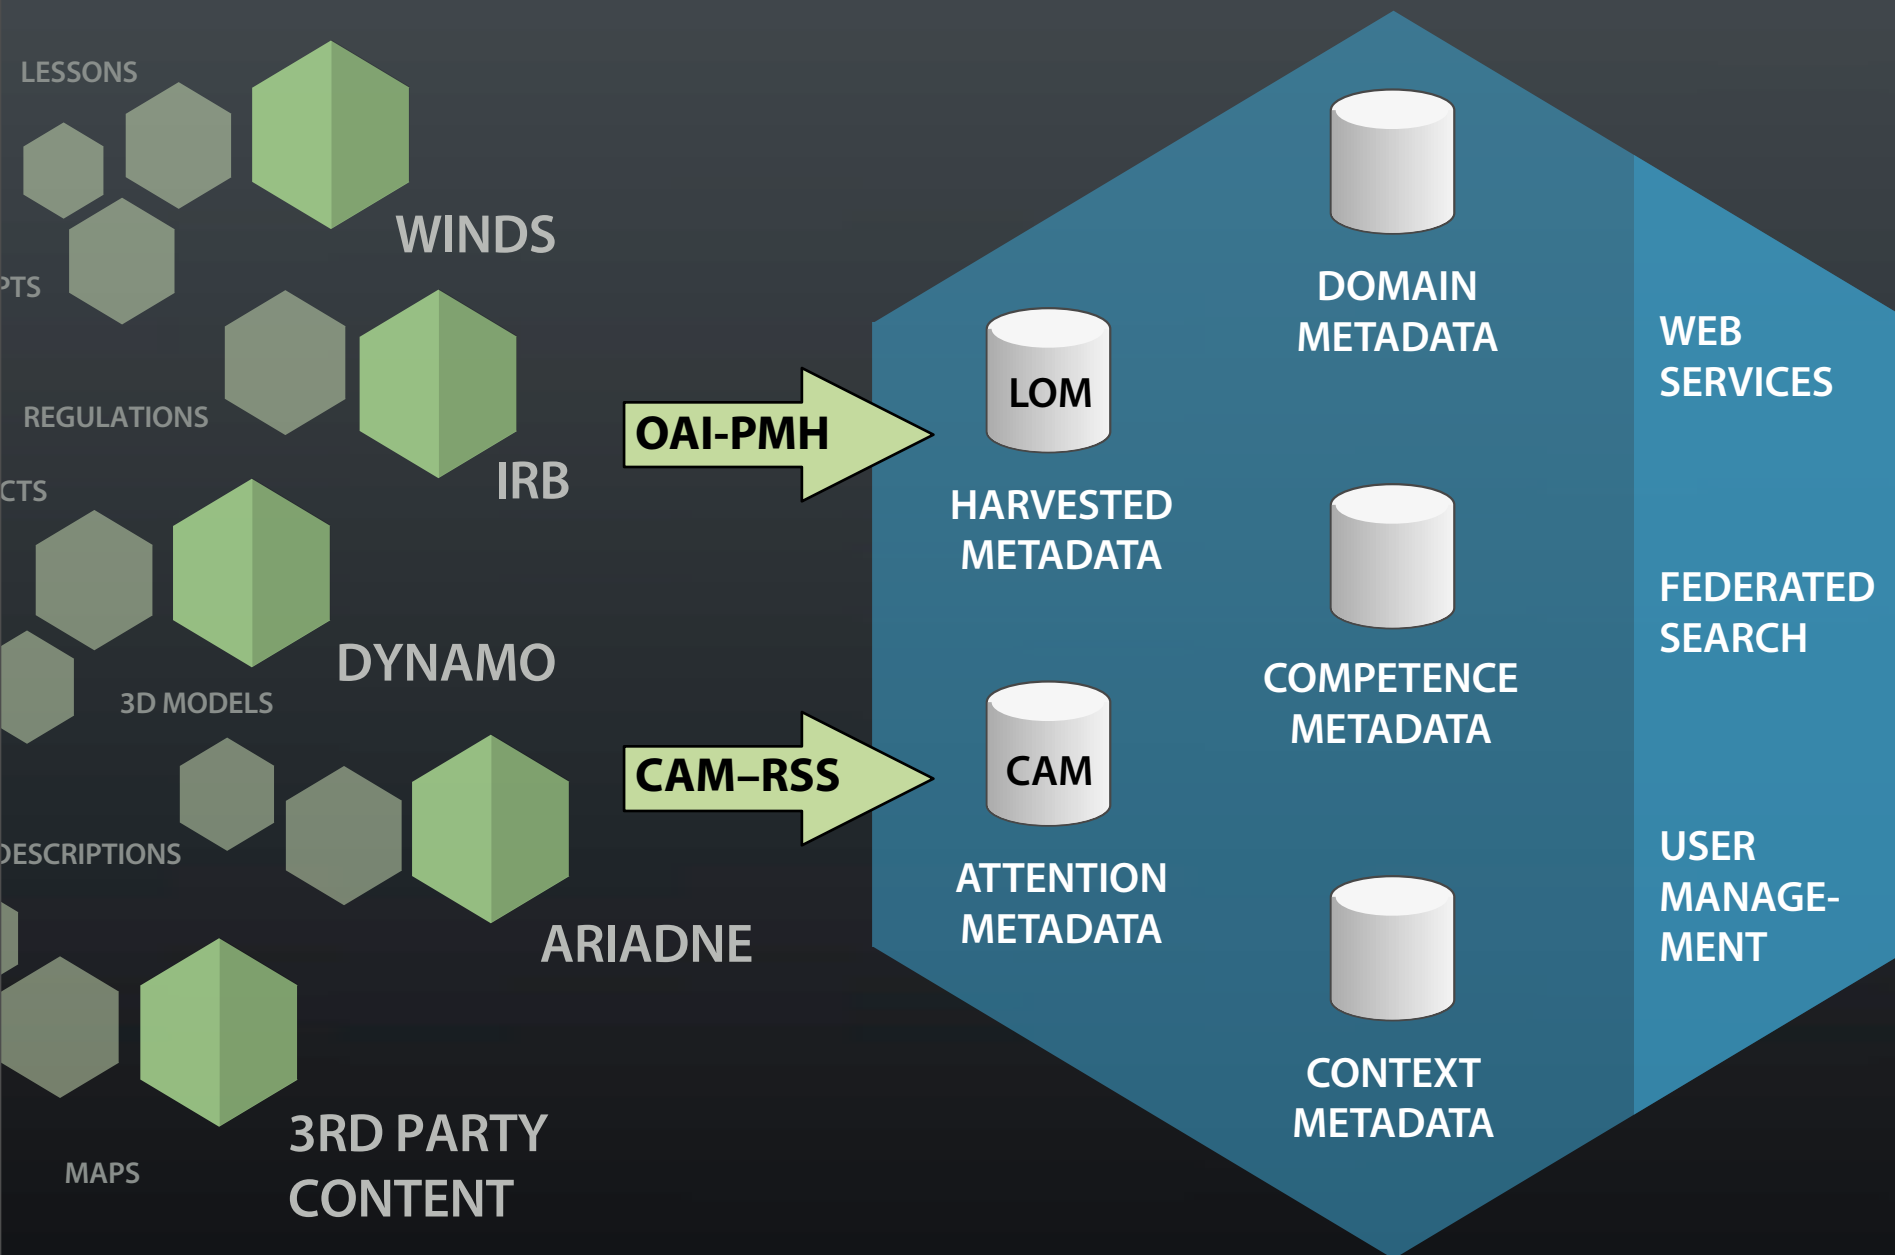 LESSONS
WINDS
PTS
REGULATIONS
IRB
CTS
DYNAMO
3D MODELS
DESCRIPTIONS
ARIADNE
3RD PARTY
CONTENT
MAPS
OAI-PMH
CAM–RSS
DOMAIN
METADATA
LOM
HARVESTED
METADATA
COMPETENCE
METADATA
CAM
ATTENTION
METADATA
CONTEXT
METADATA
WEB
SERVICES
FEDERATED
SEARCH
USER
MANAGE-
MENT